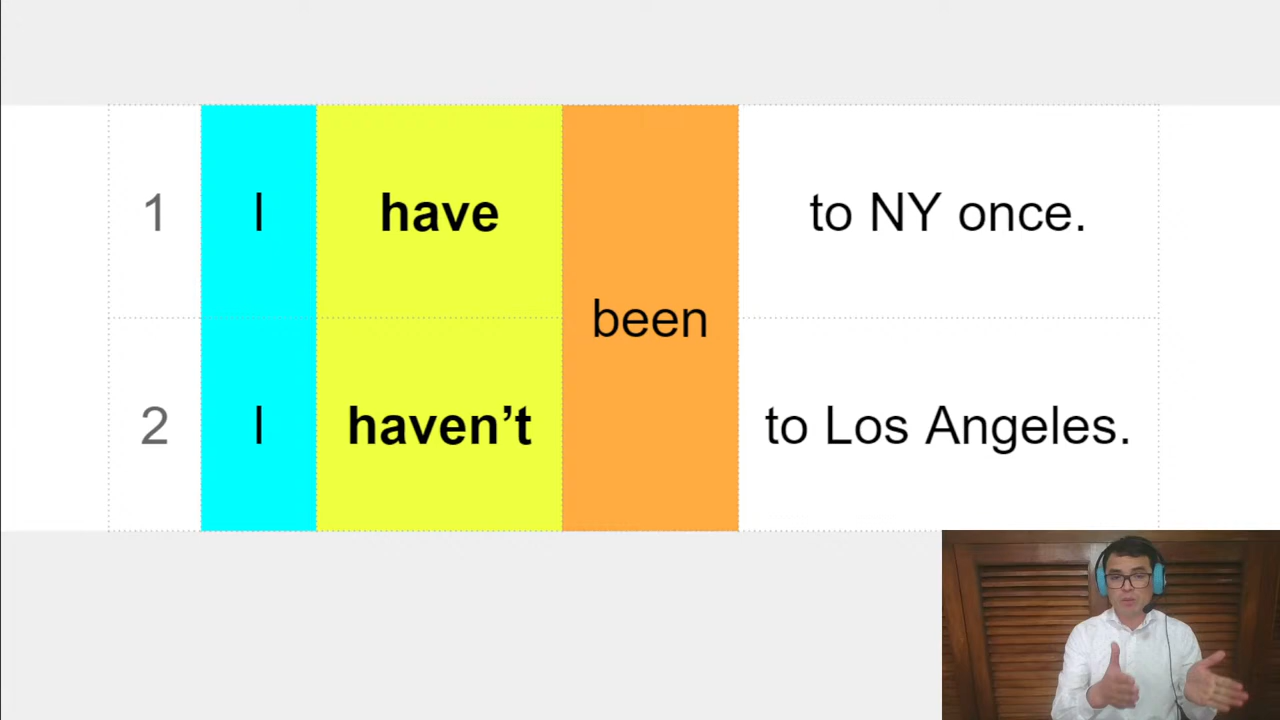 1 I have to NY once.
been
2 I haven’t to Los Angeles.